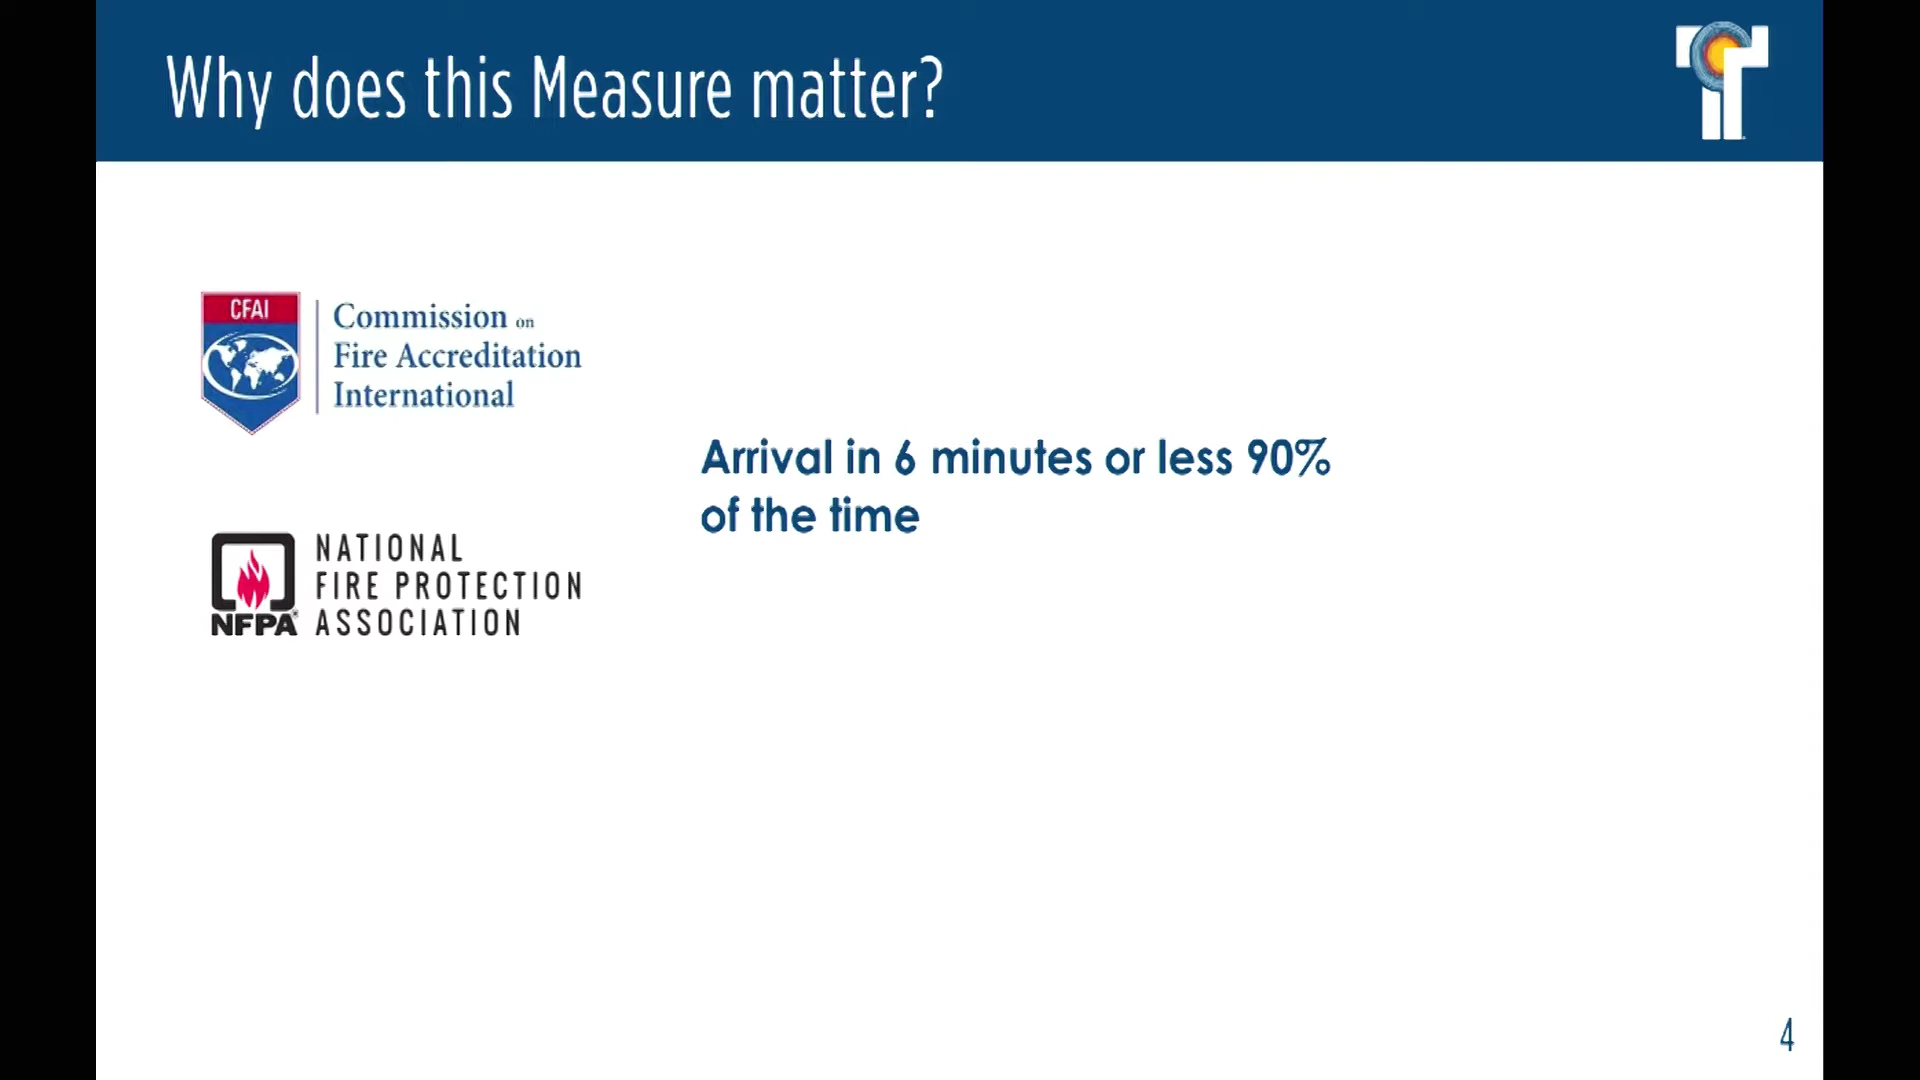 Why does this Measure matter?
CFAI
Commission on
Fire Accreditation
International
Arrival in 6 minutes or less 90%
of the time
NATIONAL
FIRE PROTECTION
NFPA® ASSOCIATION
4